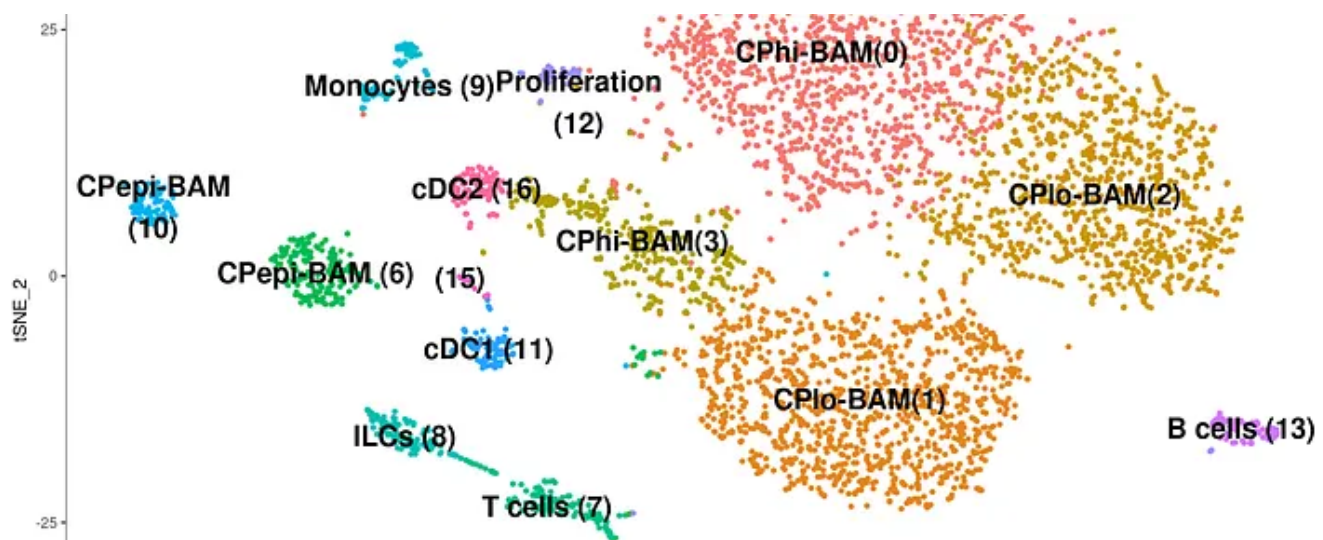 25
CPhi-BAM(0)
Monocytes (9)
Proliferation
(12)
CPepi-BAM
(10)
cDC2 (16)
CPlo-BAM(2)
CPhi-BAM(3)
CPepi-BAM (6)
(15)
0
tSNE_2
cDC1 (11)
CPlo-BAM(1)
ILCs (8)
B cells (13)
T cells (7)
-25